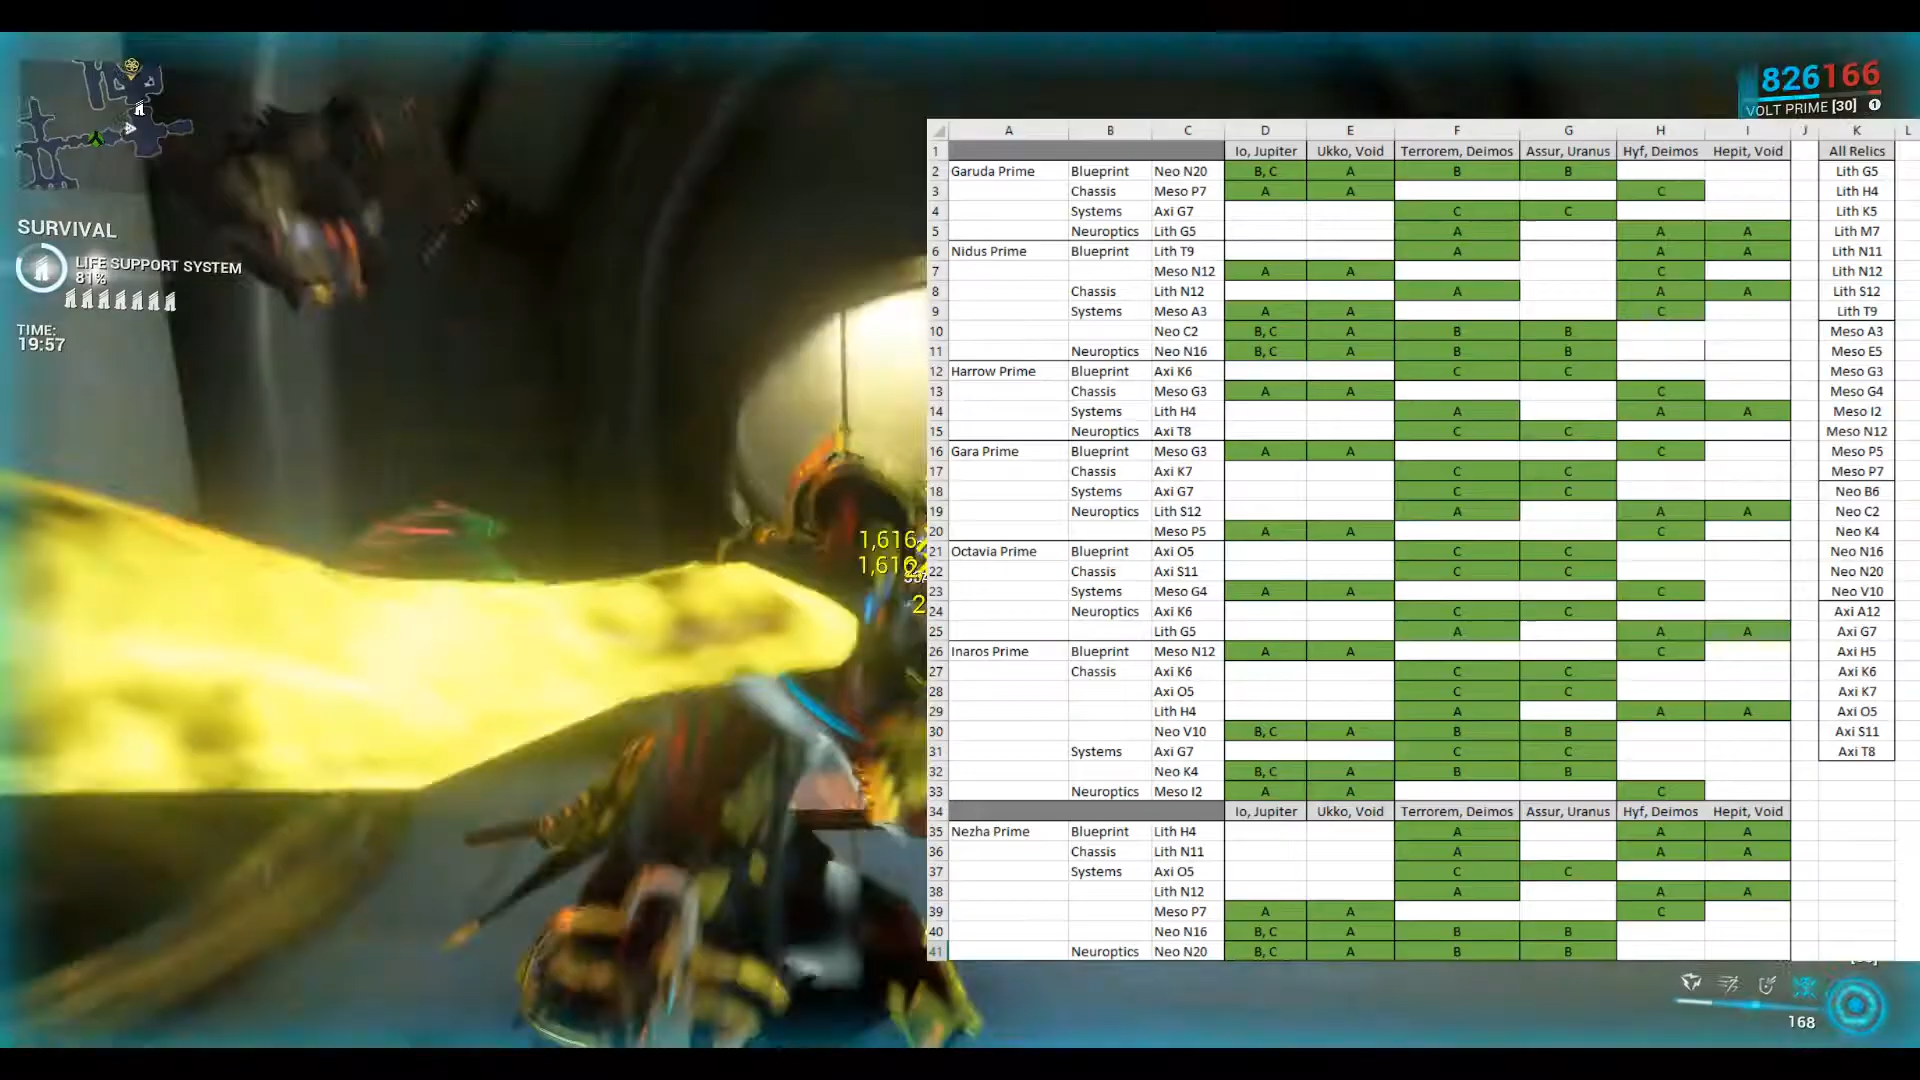 826 166
VOLT PRIME [30] 1
SURVIVAL
LIFE SUPPORT SYSTEM
81%
TIME:
19:57
1,616
1,616
2
168
A B C D E F G H I J K L
1 Io, Jupiter Ukko, Void Terrorem, Deimos Assur, Uranus Hyf, Deimos Hepit, Void All Relics
2 Garuda Prime Blueprint Neo N20 B, C A B B Lith G5
3 Chassis Meso P7 A A C Lith H4
4 Systems Axi G7 C C Lith K5
5 Neuroptics Lith G5 A A A Lith M7
6 Nidus Prime Blueprint Lith T9 A A A Lith N11
7 Meso N12 A A C Lith N12
8 Chassis Lith N12 A A A Lith S12
9 Systems Meso A3 A A C Lith T9
10 Neo C2 B, C A B B Meso A3
11 Neuroptics Neo N16 B, C A B B Meso E5
12 Harrow Prime Blueprint Axi K6 C C Meso G3
13 Chassis Meso G3 A A C Meso G4
14 Systems Lith H4 A A A Meso I2
15 Neuroptics Axi T8 C C Meso N12
16 Gara Prime Blueprint Meso G3 A A C Meso P5
17 Chassis Axi K7 C C Meso P7
18 Systems Axi G7 C C Neo B6
19 Neuroptics Lith S12 A A A Neo C2
20 Meso P5 A A C Neo K4
21 Octavia Prime Blueprint Axi O5 C C Neo N16
22 Chassis Axi S11 C C Neo N20
23 Systems Meso G4 A A C Neo V10
24 Neuroptics Axi K6 C C Axi A12
25 Lith G5 A A A Axi G7
26 Inaros Prime Blueprint Meso N12 A A C Axi H5
27 Chassis Axi K6 C C Axi K6
28 Axi O5 C C Axi K7
29 Lith H4 A A A Axi O5
30 Neo V10 B, C A B B Axi S11
31 Systems Axi G7 C C Axi T8
32 Neo K4 B, C A B B
33 Neuroptics Meso I2 A A C
34 Io, Jupiter Ukko, Void Terrorem, Deimos Assur, Uranus Hyf, Deimos Hepit, Void
35 Nezha Prime Blueprint Lith H4 A A A
36 Chassis Lith N11 A A A
37 Systems Axi O5 C C
38 Lith N12 A A A
39 Meso P7 A A C
40 Neo N16 B, C A B B
41 Neuroptics Neo N20 B, C A B B